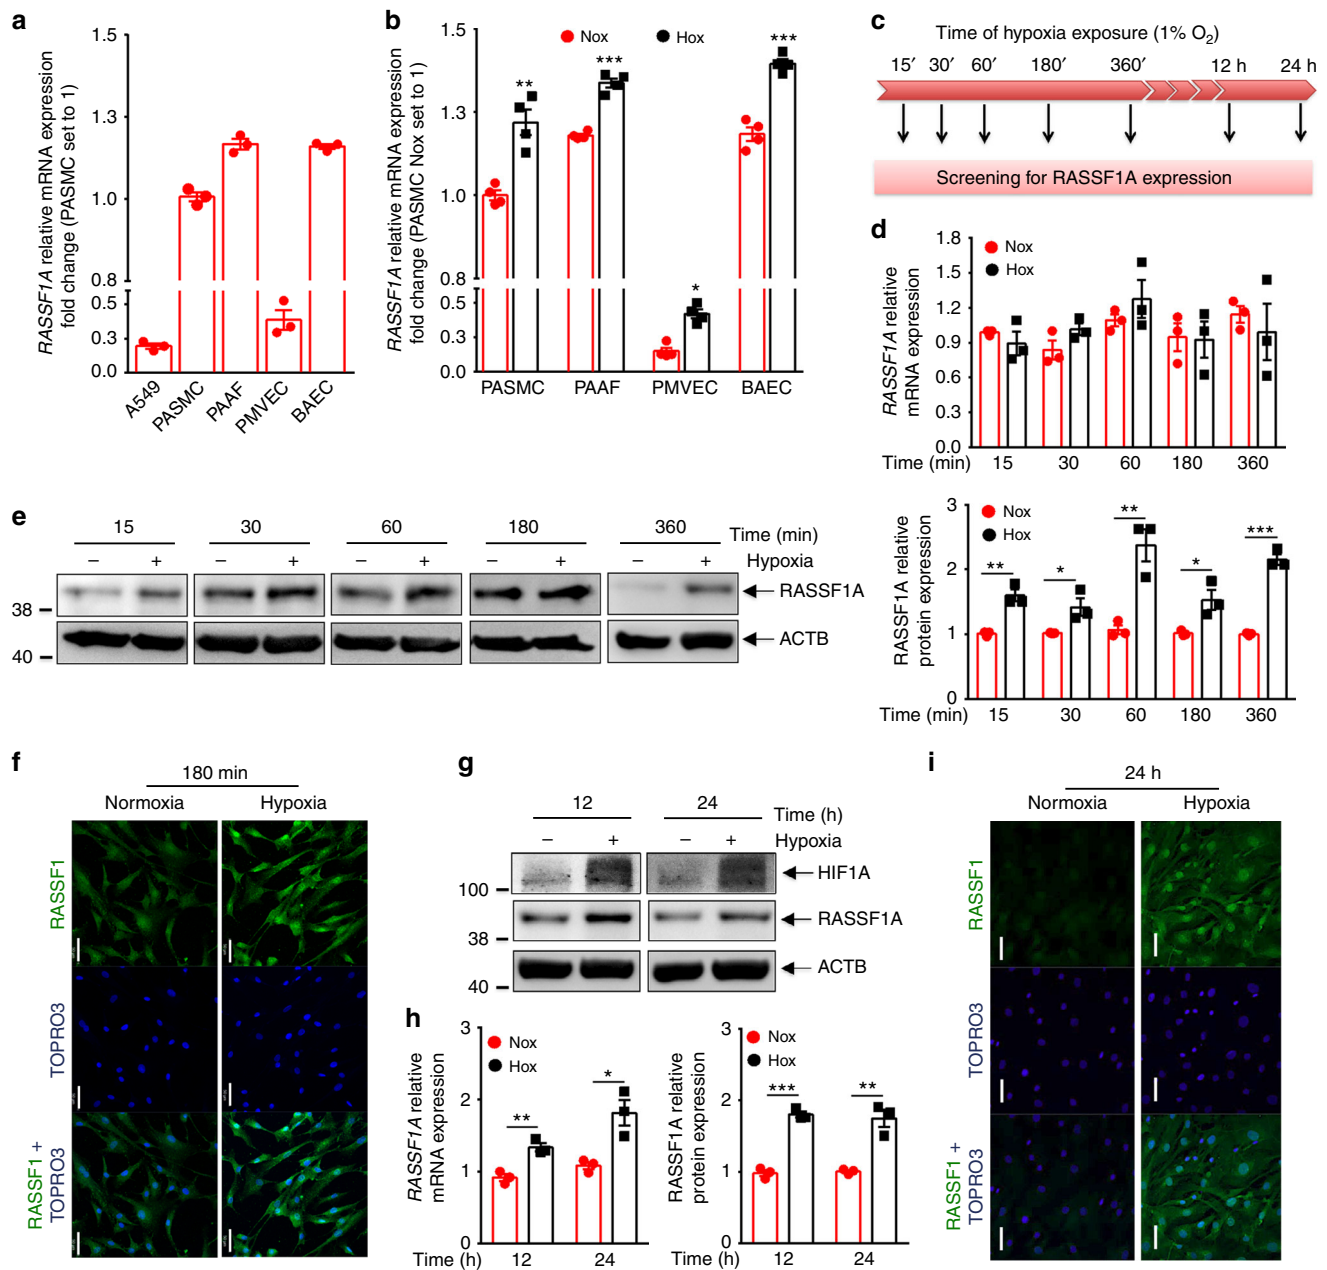 a
RASSF1A relative mRNA expression
fold change (PASMC set to 1)
1.5
1.3
1.0
0.8
0.5
0.3
0.0
A549
PASMC
PAAF
PMVEC
BAEC
b
RASSF1A relative mRNA expression
fold change (PASMC Nox set to 1)
1.5
1.3
1.0
0.8
0.5
0.3
0.0
Nox
Hox
**
***
*
***
PASMC
PAAF
PMVEC
BAEC
c
Time of hypoxia exposure (1% O2)
15′ 30′ 60′ 180′ 360′ 12 h 24 h
Screening for RASSF1A expression
d
RASSF1A relative
mRNA expression
1.8
1.5
1.2
0.9
0.6
0.3
0.0
Nox
Hox
Time (min) 15 30 60 180 360
e
15 30 60 180 360 Time (min)
– + – + – + – + – + Hypoxia
38
RASSF1A
40
ACTB
RASSF1A relative
protein expression
3
2
1
0
Nox
Hox
**
*
**
*
***
Time (min) 15 30 60 180 360
f
180 min
Normoxia Hypoxia
RASSF1
TOPRO3
RASSF1 +
TOPRO3
g
12 24 Time (h)
– + – + Hypoxia
100
HIF1A
38
RASSF1A
40
ACTB
h
RASSF1A relative
mRNA expression
3
2
1
0
Nox
Hox
**
*
Time (h) 12 24
RASSF1A relative
protein expression
3
2
1
0
Nox
Hox
***
**
Time (h) 12 24
i
24 h
Normoxia Hypoxia
RASSF1
TOPRO3
RASSF1 +
TOPRO3